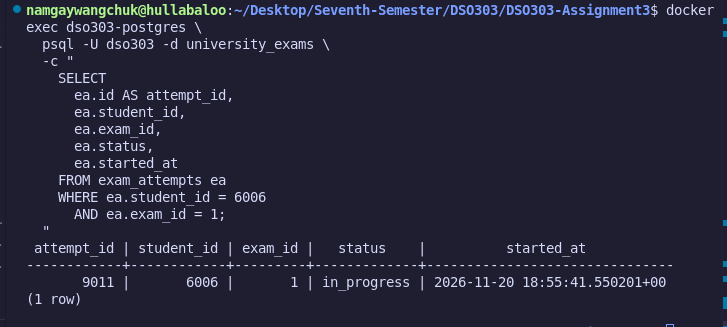 namgaywangchuk@hullabaloo:~/Desktop/Seventh-Semester/DSO303/DSO303-Assignment3$ docker
exec dso303-postgres \
psql -U dso303 -d university_exams \
-c "
SELECT
ea.id AS attempt_id,
ea.student_id,
ea.exam_id,
ea.status,
ea.started_at
FROM exam_attempts ea
WHERE ea.student_id = 6006
AND ea.exam_id = 1;
"
attempt_id | student_id | exam_id |   status    |          started_at
------------+------------+---------+-------------+-------------------------------
9011 |       6006 |       1 | in_progress | 2026-11-20 18:55:41.550201+00
(1 row)